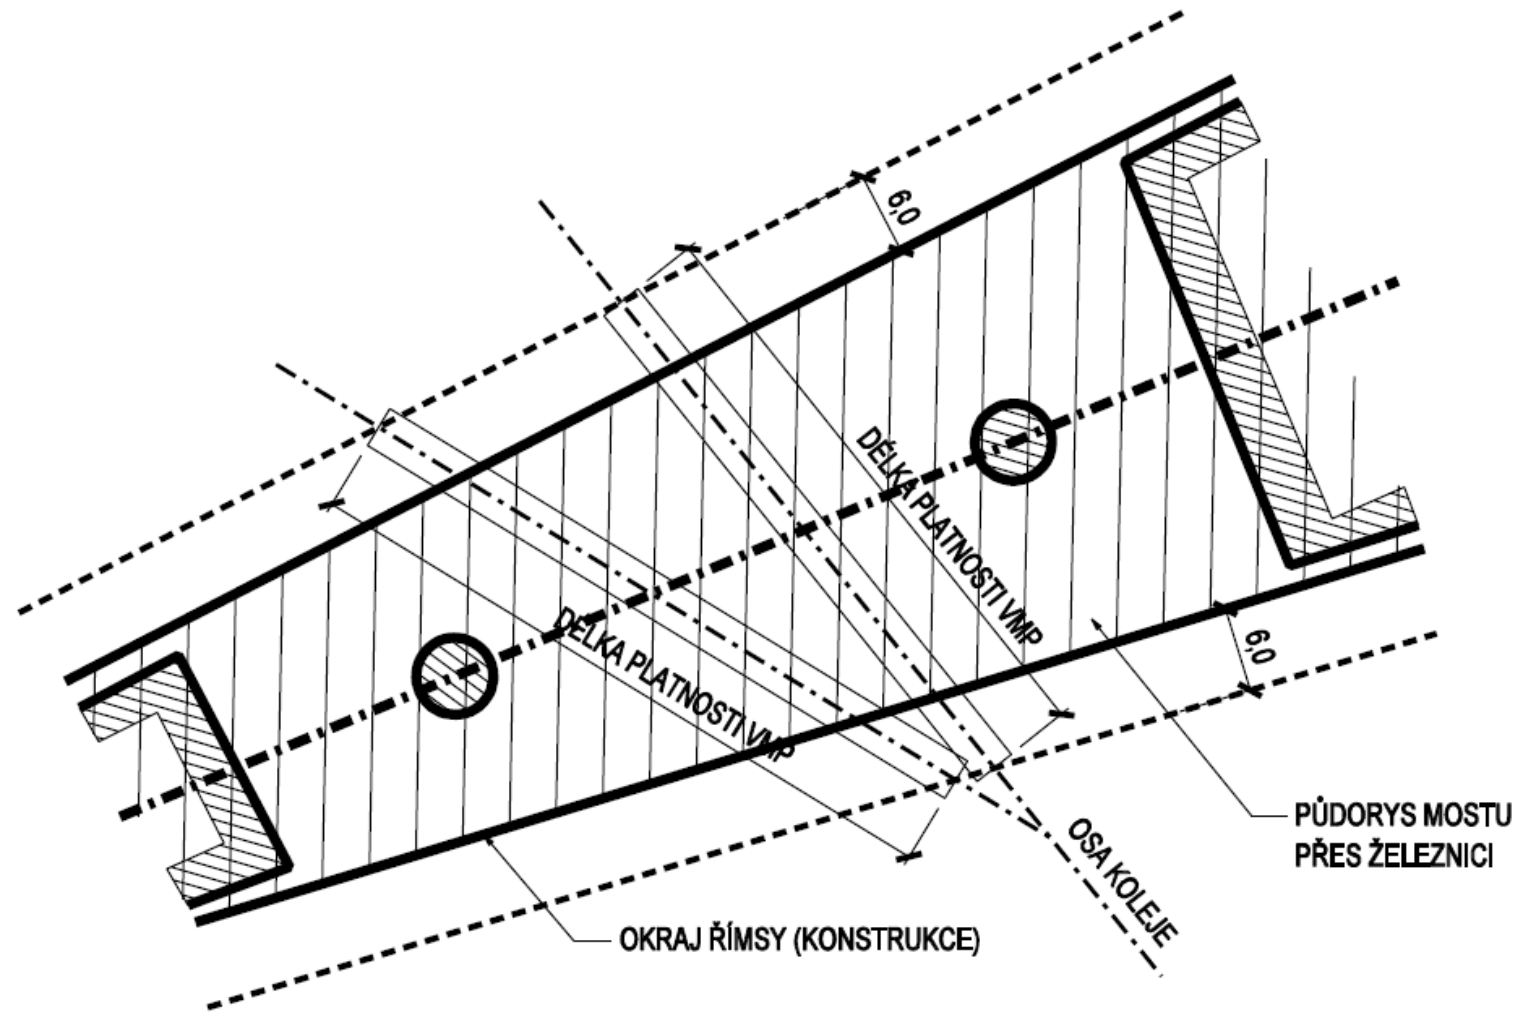 6,0
DÉLKA PLATNOSTI VMP
DÉLKA PLATNOSTI VMP
6,0
PŮDORYS MOSTU
PŘES ŽELEZNICI
OSA KOLEJE
OKRAJ ŘÍMSY (KONSTRUKCE)